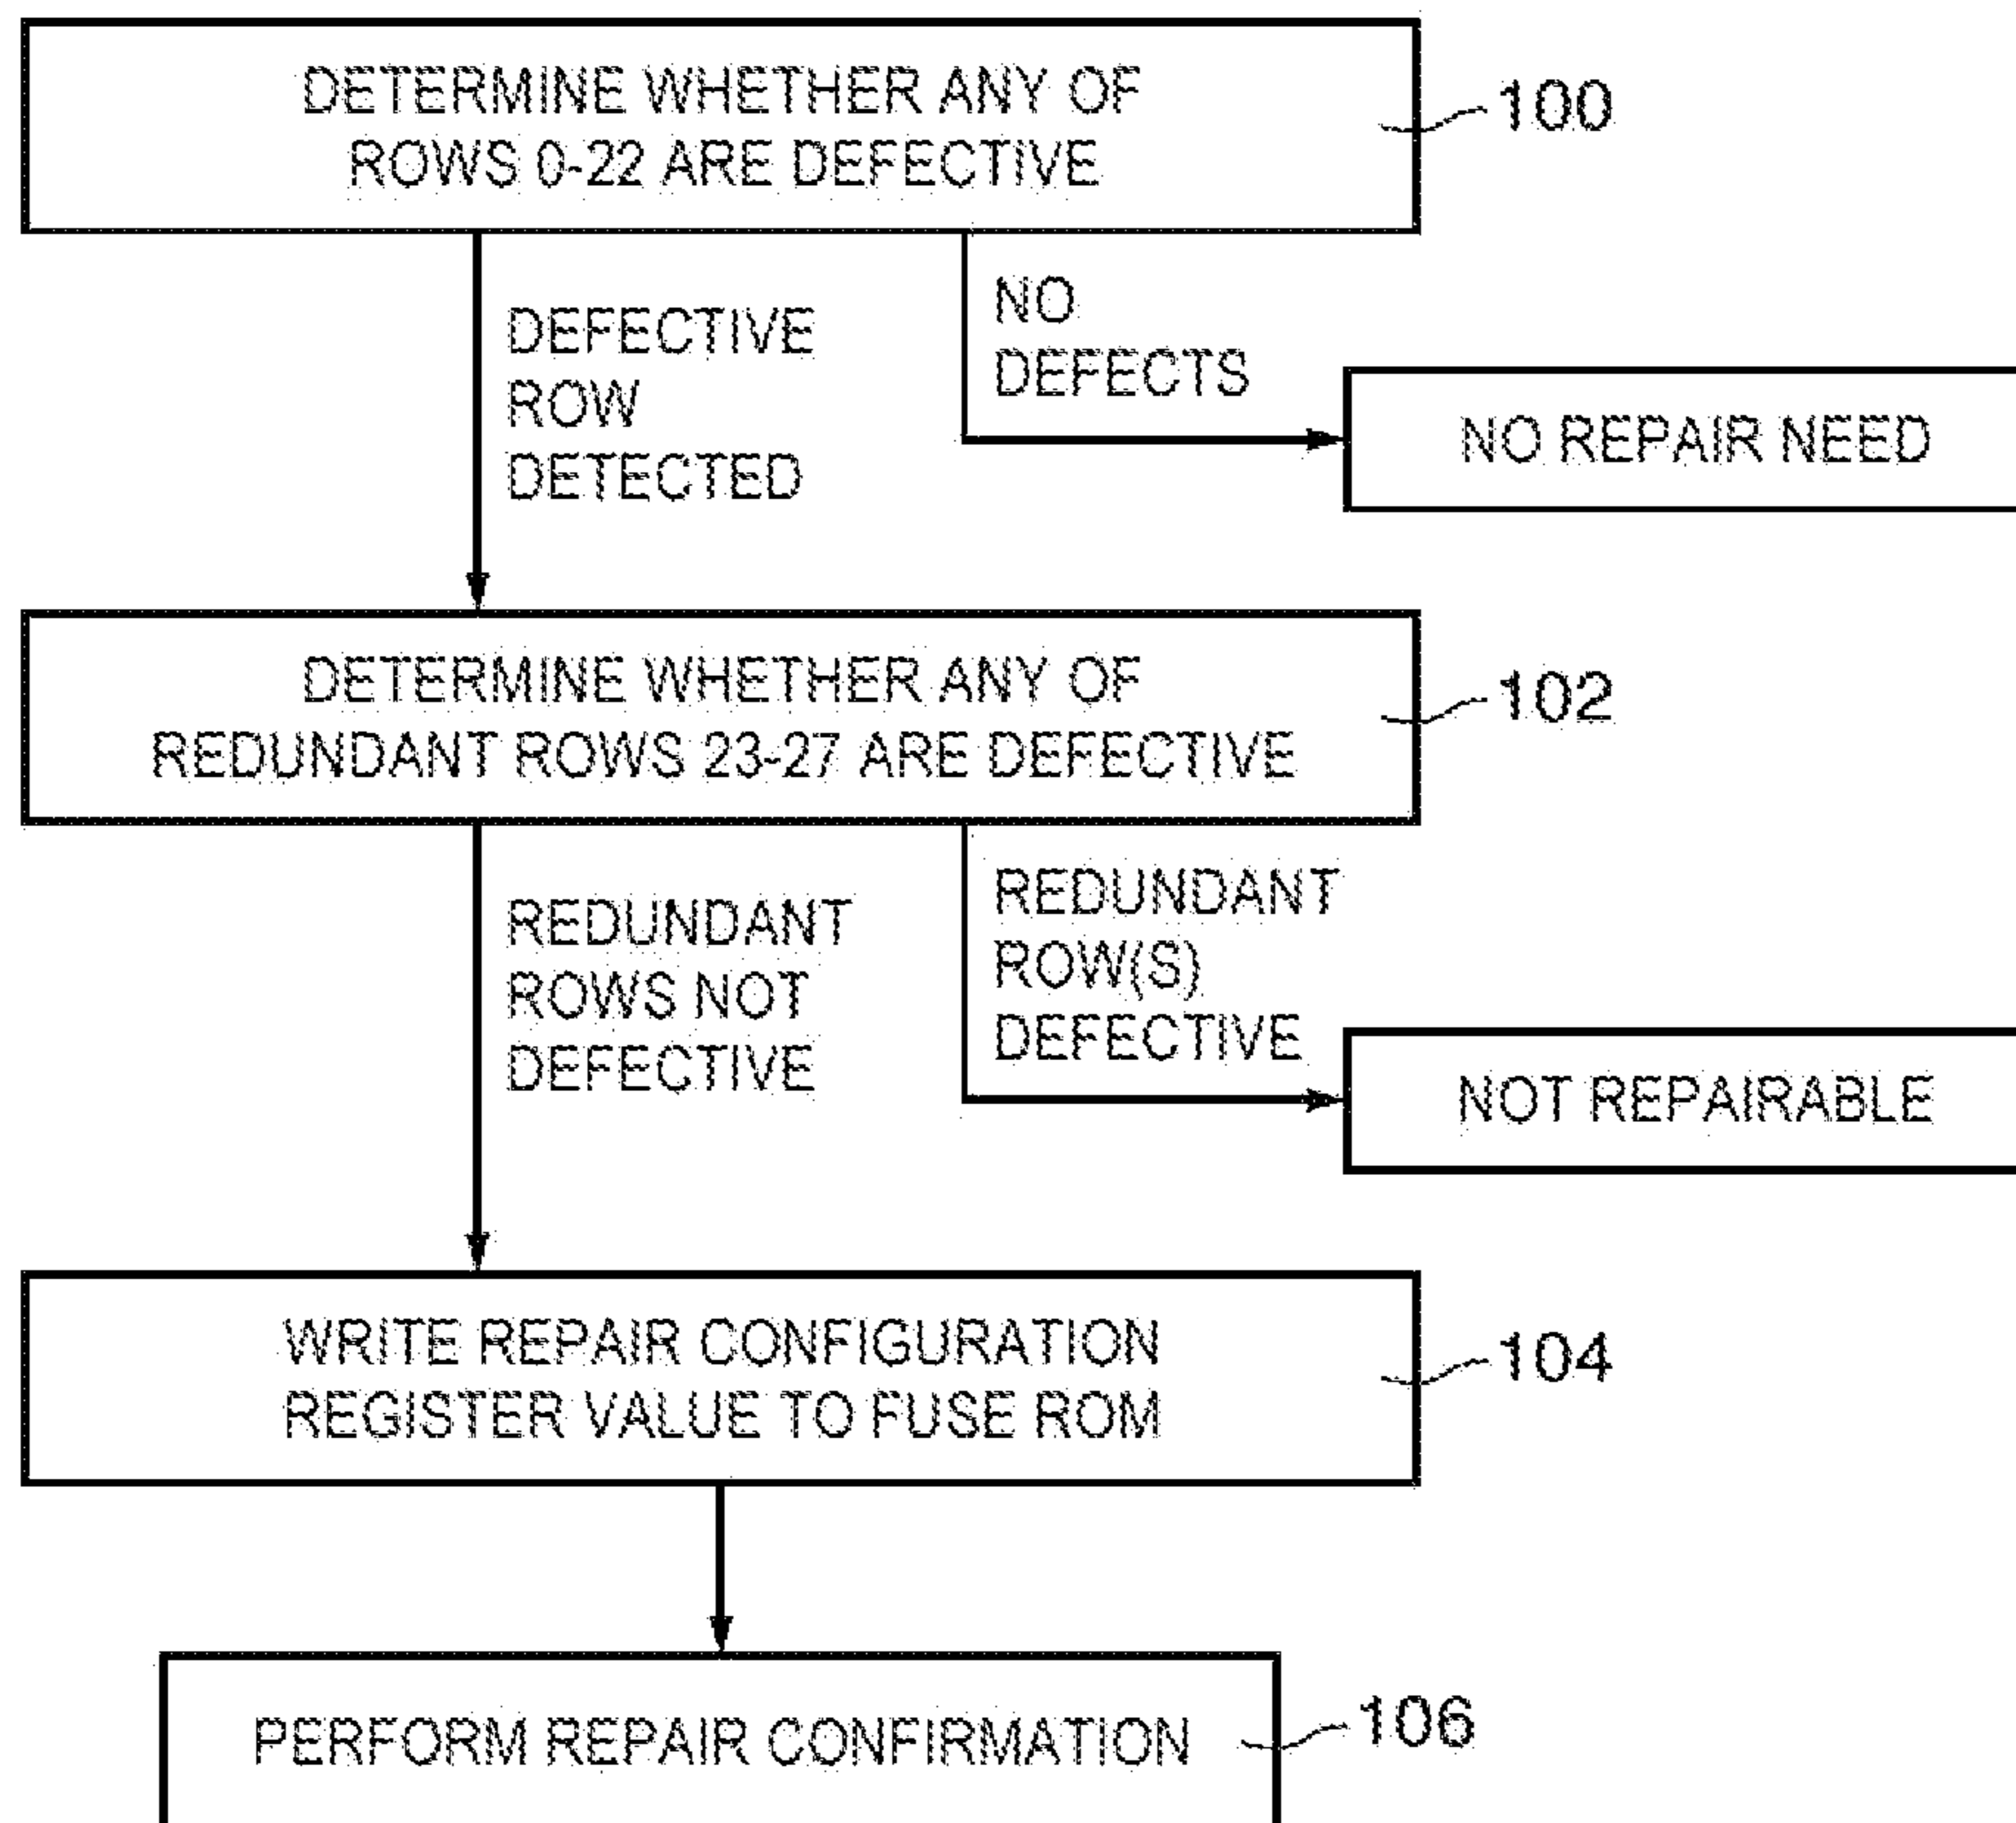 DETERMINE WHETHER ANY OF
ROWS 0-22 ARE DEFECTIVE
100
DEFECTIVE
ROW
DETECTED
NO
DEFECTS
NO REPAIR NEED
DETERMINE WHETHER ANY OF
REDUNDANT ROWS 23-27 ARE DEFECTIVE
102
REDUNDANT
ROWS NOT
DEFECTIVE
REDUNDANT
ROW(S)
DEFECTIVE
NOT REPAIRABLE
WRITE REPAIR CONFIGURATION
REGISTER VALUE TO FUSE ROM
104
PERFORM REPAIR CONFIRMATION
106